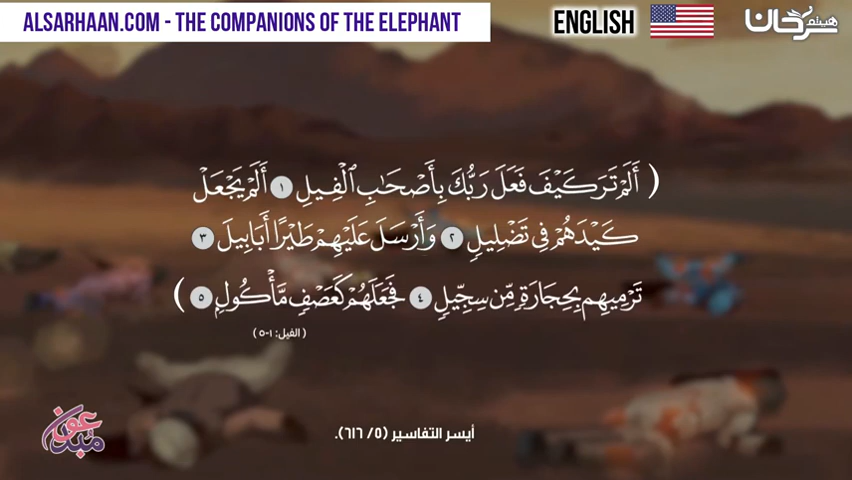 ALSARHAAN.COM - THE COMPANIONS OF THE ELEPHANT
ENGLISH
هيثم سرحان
( أَلَمْ تَرَ كَيْفَ فَعَلَ رَبُّكَ بِأَصْحَٰبِ ٱلْفِيلِ ١ أَلَمْ يَجْعَلْ
كَيْدَهُمْ فِى تَضْلِيلٍ ٢ وَأَرْسَلَ عَلَيْهِمْ طَيْرًا أَبَابِيلَ ٣
تَرْمِيهِم بِحِجَارَةٍ مِّن سِجِّيلٍ ٤ فَجَعَلَهُمْ كَعَصْفٍ مَّأْكُولٍ ٥ )
( الفيل: ١-٥ )
أيسر التفاسير (٥/ ٦١٦).
مبدعون